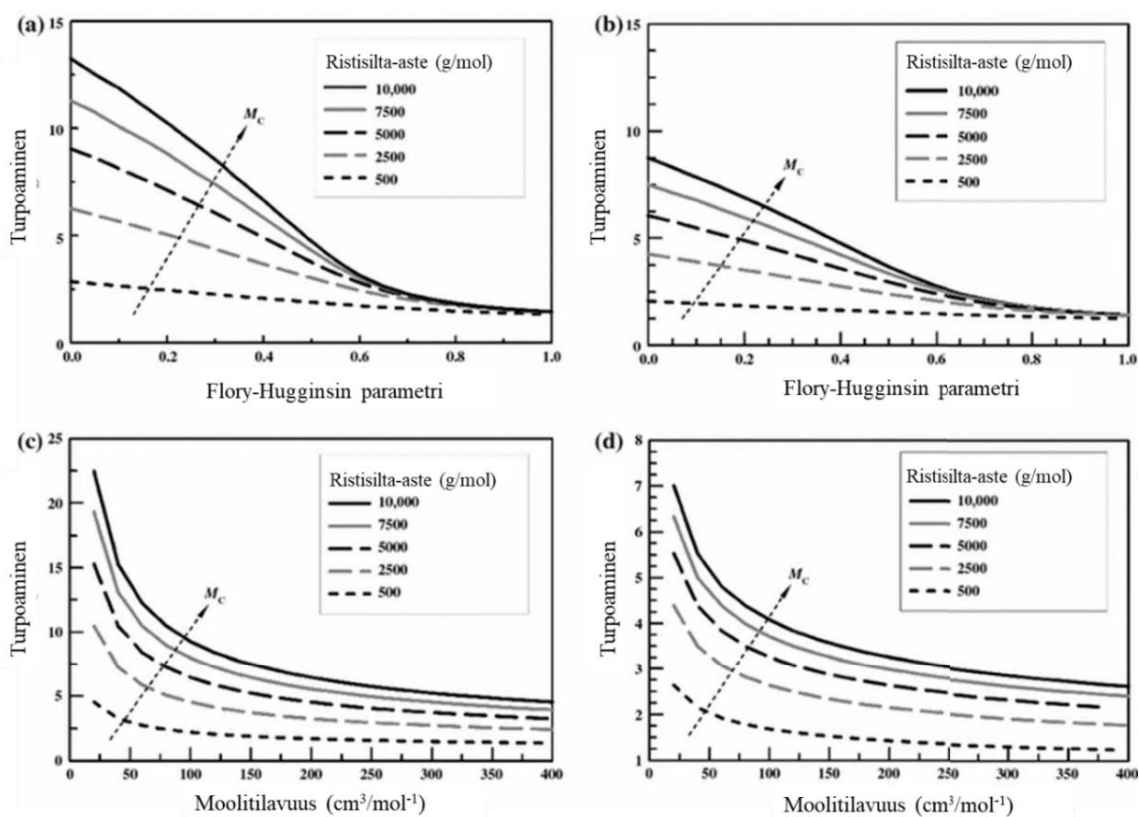 (a)
15
10
5
0
Turpoaminen
Ristisilta-aste (g/mol)
10,000
7500
5000
2500
500
M_C
0.0 0.2 0.4 0.6 0.8 1.0
Flory-Hugginsin parametri
(b)
15
10
5
0
Turpoaminen
Ristisilta-aste (g/mol)
10,000
7500
5000
2500
500
M_C
0.0 0.2 0.4 0.6 0.8 1.0
Flory-Hugginsin parametri
(c)
25
20
15
10
5
0
Turpoaminen
Ristisilta-aste (g/mol)
10,000
7500
5000
2500
500
M_C
0 50 100 150 200 250 300 350 400
Moolitilavuus (cm³/mol⁻¹)
(d)
8
7
6
5
4
3
2
1
Turpoaminen
Ristisilta-aste (g/mol)
10,000
7500
5000
2500
500
M_C
0 50 100 150 200 250 300 350 400
Moolitilavuus (cm³/mol⁻¹)